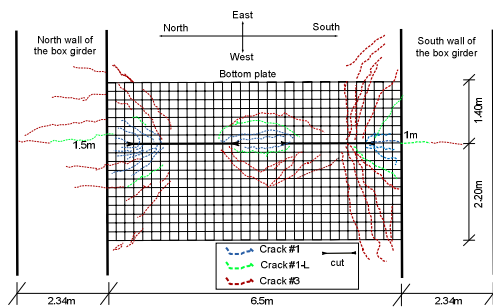 East
North South
West
North wall of
the box girder
South wall of
the box girder
Bottom plate
1.40m
1.5m
1m
2.20m
Crack #1
Crack #1-L
Crack #3
cut
2.34m
6.5m
2.34m